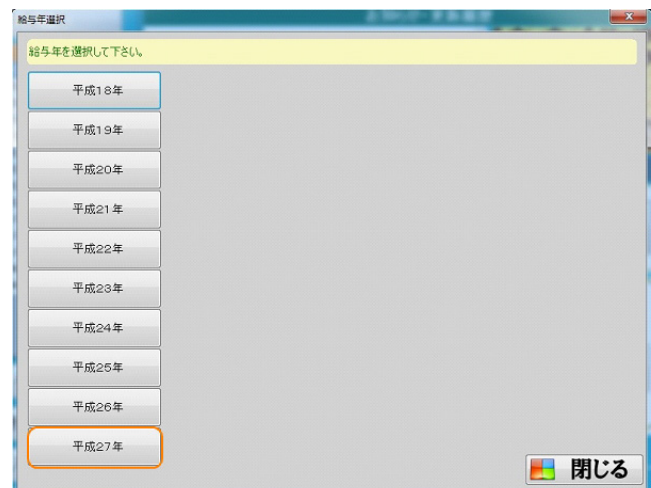 給与年選択
給与年を選択して下さい。
平成18年
平成19年
平成20年
平成21年
平成22年
平成23年
平成24年
平成25年
平成26年
平成27年
閉じる